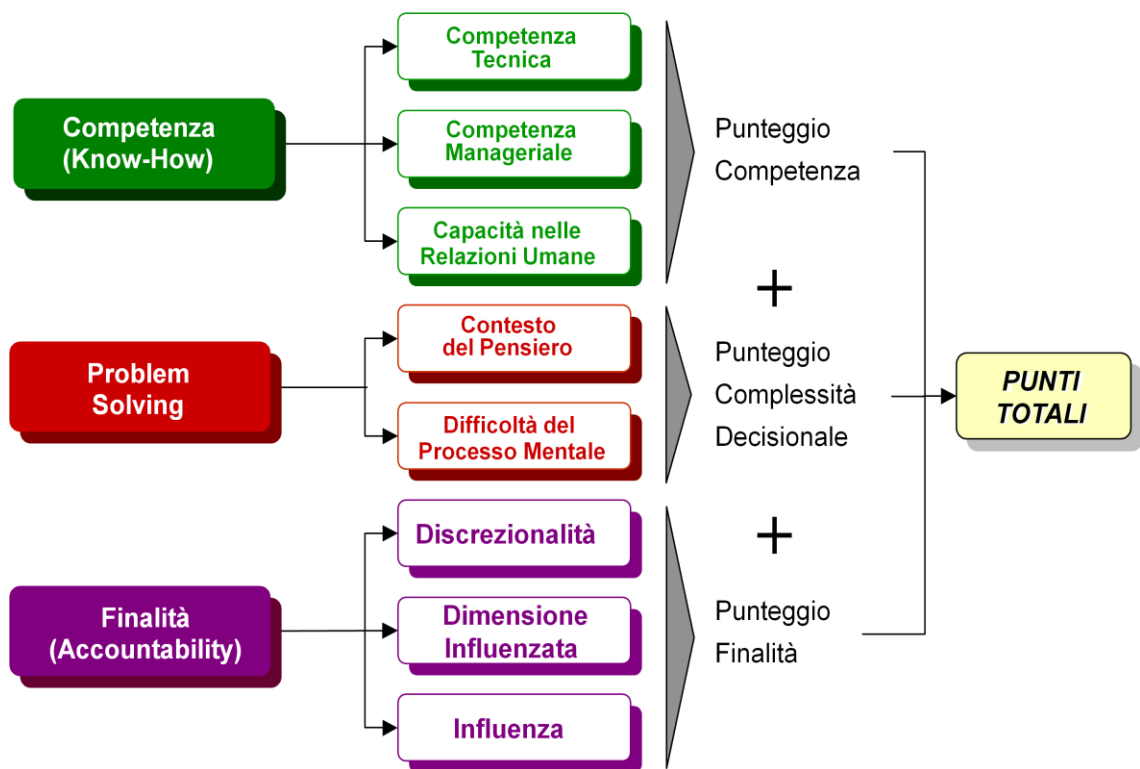 Competenza
(Know-How)
Competenza
Tecnica
Competenza
Manageriale
Capacità nelle
Relazioni Umane
Punteggio
Competenza
+
Problem
Solving
Contesto
del Pensiero
Difficoltà del
Processo Mentale
Punteggio
Complessità
Decisionale
PUNTI
TOTALI
+
Finalità
(Accountability)
Discrezionalità
Dimensione
Influenzata
Influenza
Punteggio
Finalità